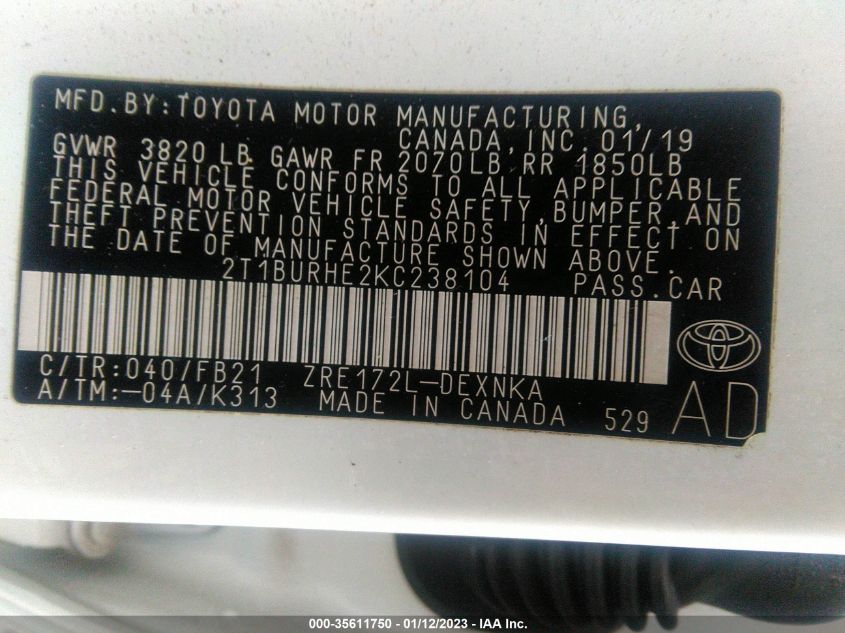 MFD.BY:TOYOTA MOTOR MANUFACTURING,
CANADA, INC. 01/19
GVWR 3820 LB GAWR FR 2070LB RR 1850LB
THIS VEHICLE CONFORMS TO ALL APPLICABLE
FEDERAL MOTOR VEHICLE SAFETY, BUMPER, AND
THEFT PREVENTION STANDARDS IN EFFECT ON
THE DATE OF MANUFACTURE SHOWN ABOVE.
2T1BURHE2KC238104 PASS.CAR
C/TR:040/FB21 ZRE172L-DEXNKA
A/TM:-04A/K313 MADE IN CANADA 529 AD
000-35611750 - 01/12/2023 - IAA Inc.